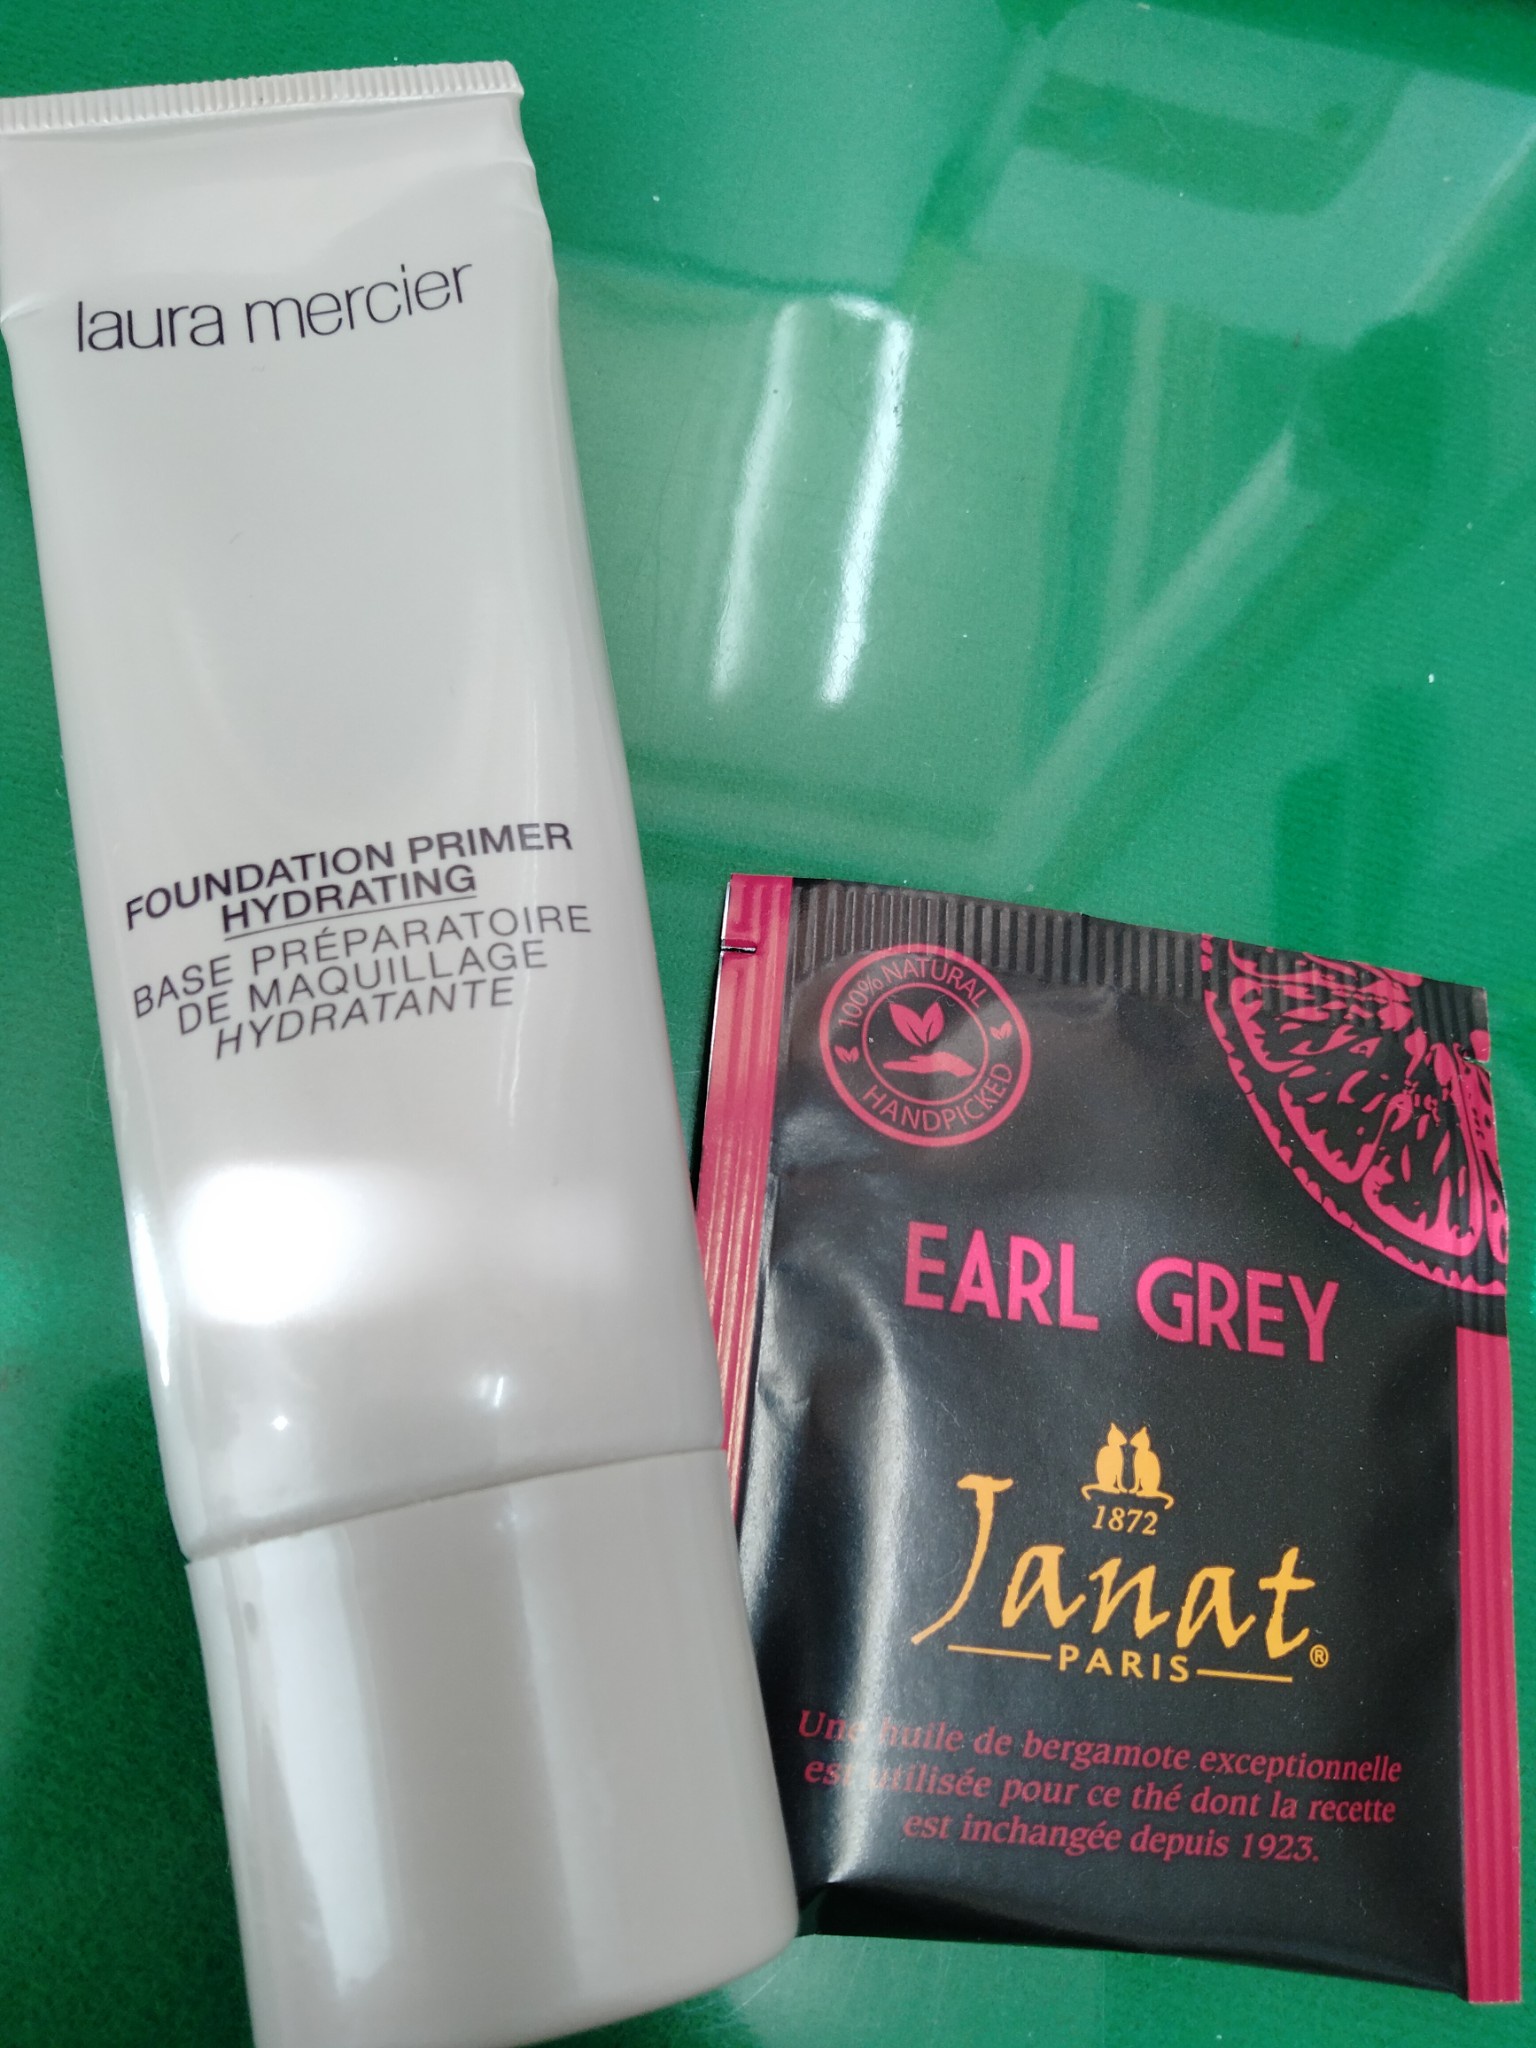 laura mercier
FOUNDATION PRIMER
HYDRATING
BASE PRÉPARATOIRE
DE MAQUILLAGE
HYDRATANTE
100% NATURAL
HANDPICKED
EARL GREY
1872
Janat®
PARIS
Une huile de bergamote exceptionnelle
est utilisée pour ce thé dont la recette
est inchangée depuis 1923.